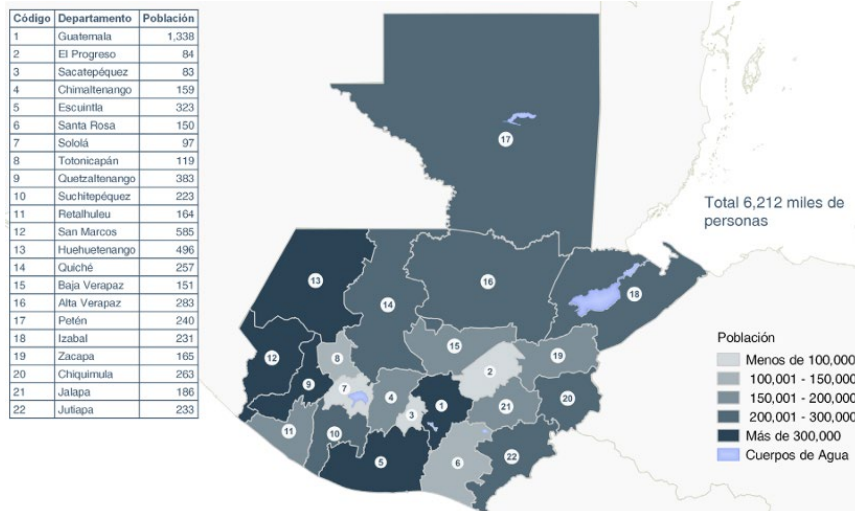 Código Departamento Población
1 Guatemala 1,338
2 El Progreso 84
3 Sacatepéquez 83
4 Chimaltenango 159
5 Escuintla 323
6 Santa Rosa 150
7 Sololá 97
8 Totonicapán 119
9 Quetzaltenango 383
10 Suchitepéquez 223
11 Retalhuleu 164
12 San Marcos 585
13 Huehuetenango 496
14 Quiché 257
15 Baja Verapaz 151
16 Alta Verapaz 283
17 Petén 240
18 Izabal 231
19 Zacapa 165
20 Chiquimula 263
21 Jalapa 186
22 Jutiapa 233
17
Total 6,212 miles de
personas
13
16
18
14
15
19
12
8
2
9
7
4
20
3
1
21
11
10
22
5
6
Población
Menos de 100,000
100,001 - 150,000
150,001 - 200,000
200,001 - 300,000
Más de 300,000
Cuerpos de Agua